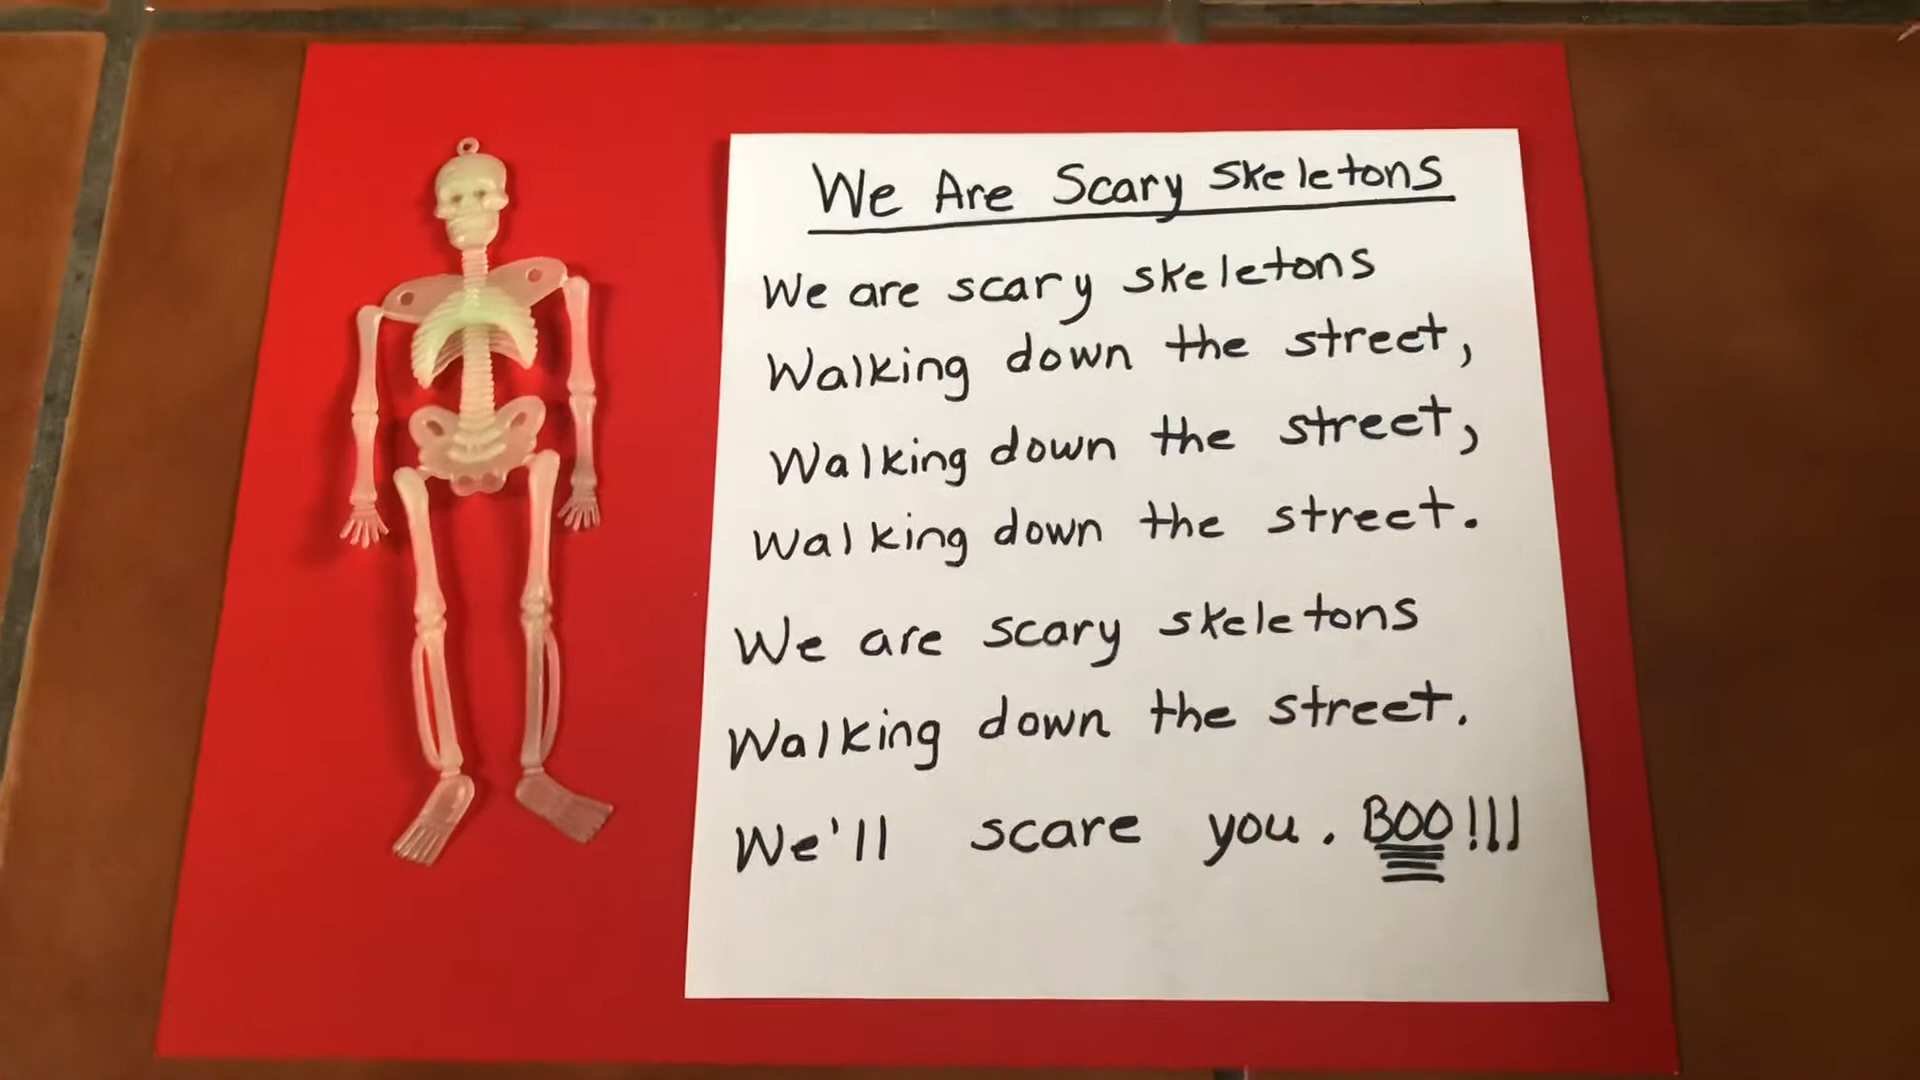 We Are Scary Skeletons
We are scary skeletons
Walking down the street,
Walking down the street,
Walking down the street.
We are scary skeletons
Walking down the street.
We'll scare you. BOO!!!